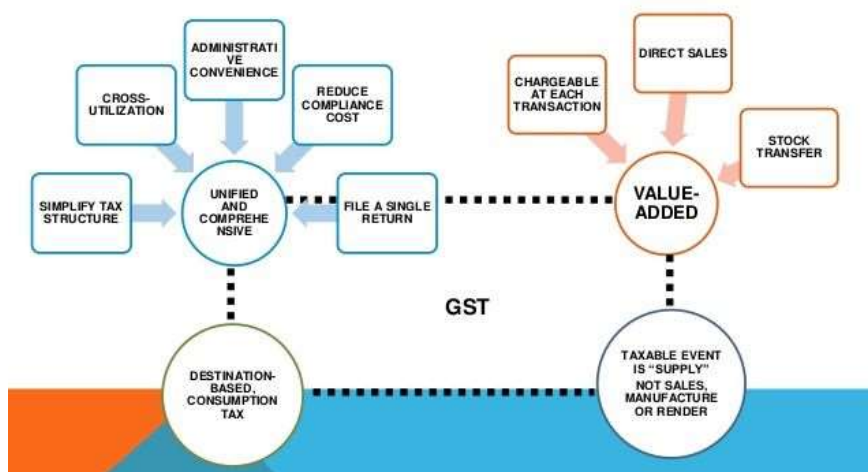 ADMINISTRATI
VE
CONVENIENCE
CROSS-
UTILIZATION
REDUCE
COMPLIANCE
COST
SIMPLIFY TAX
STRUCTURE
UNIFIED
AND
COMPREHE
NSIVE
FILE A SINGLE
RETURN
DIRECT SALES
CHARGEABLE
AT EACH
TRANSACTION
STOCK
TRANSFER
VALUE-
ADDED
GST
DESTINATION-
BASED,
CONSUMPTION
TAX
TAXABLE EVENT
IS “SUPPLY”
NOT SALES,
MANUFACTURE
OR RENDER